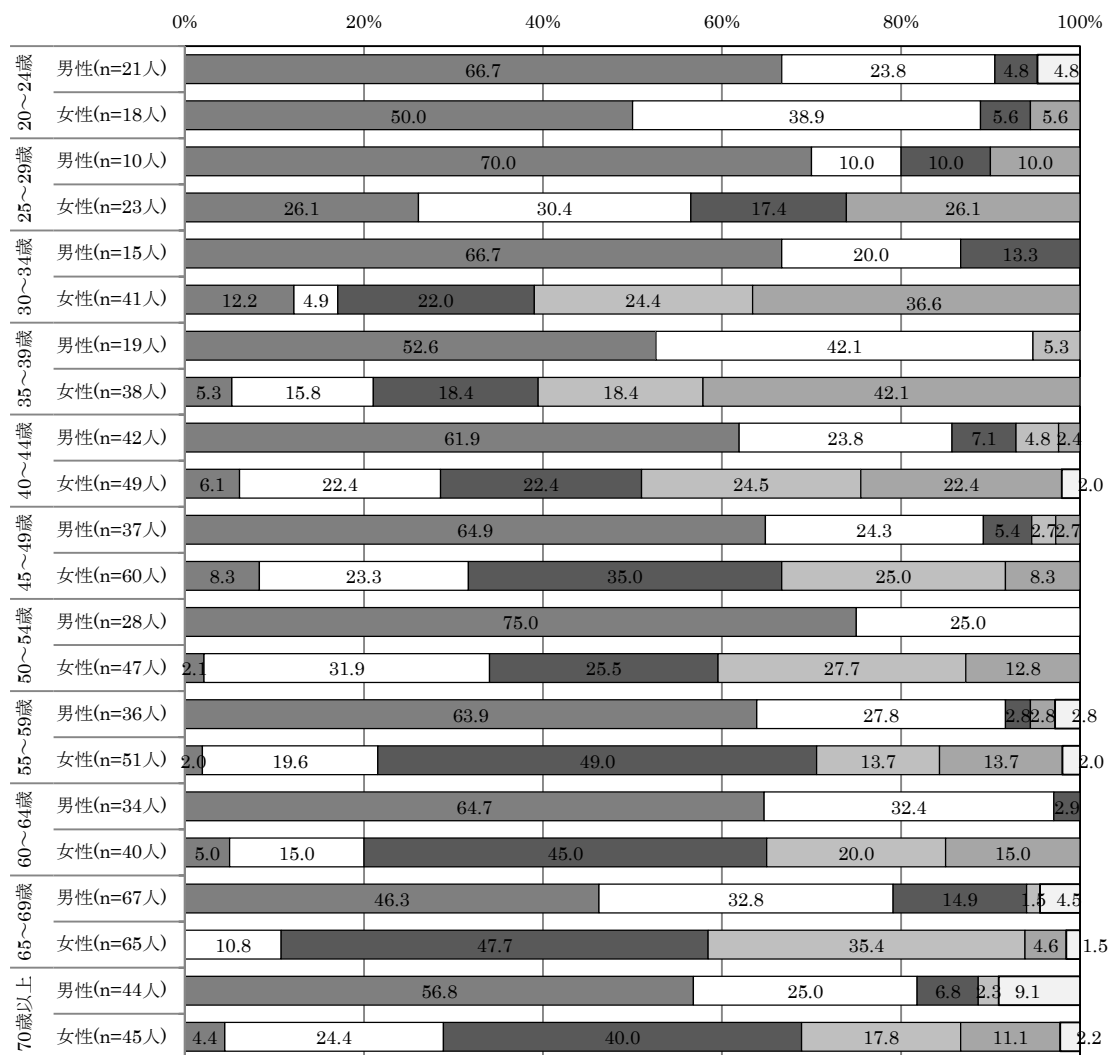 0% 20% 40% 60% 80% 100%
20～24歳
男性(n=21人) 66.7 23.8 4.8 4.8
女性(n=18人) 50.0 38.9 5.6 5.6
25～29歳
男性(n=10人) 70.0 10.0 10.0 10.0
女性(n=23人) 26.1 30.4 17.4 26.1
30～34歳
男性(n=15人) 66.7 20.0 13.3
女性(n=41人) 12.2 4.9 22.0 24.4 36.6
35～39歳
男性(n=19人) 52.6 42.1 5.3
女性(n=38人) 5.3 15.8 18.4 18.4 42.1
40～44歳
男性(n=42人) 61.9 23.8 7.1 4.8 2.4
女性(n=49人) 6.1 22.4 22.4 24.5 22.4 2.0
45～49歳
男性(n=37人) 64.9 24.3 5.4 2.7 2.7
女性(n=60人) 8.3 23.3 35.0 25.0 8.3
50～54歳
男性(n=28人) 75.0 25.0
女性(n=47人) 2.1 31.9 25.5 27.7 12.8
55～59歳
男性(n=36人) 63.9 27.8 2.8 2.8 2.8
女性(n=51人) 2.0 19.6 49.0 13.7 13.7 2.0
60～64歳
男性(n=34人) 64.7 32.4 2.9
女性(n=40人) 5.0 15.0 45.0 20.0 15.0
65～69歳
男性(n=67人) 46.3 32.8 14.9 1.5 4.5
女性(n=65人) 10.8 47.7 35.4 4.6 1.5
70歳以上
男性(n=44人) 56.8 25.0 6.8 2.3 9.1
女性(n=45人) 4.4 24.4 40.0 17.8 11.1 2.2